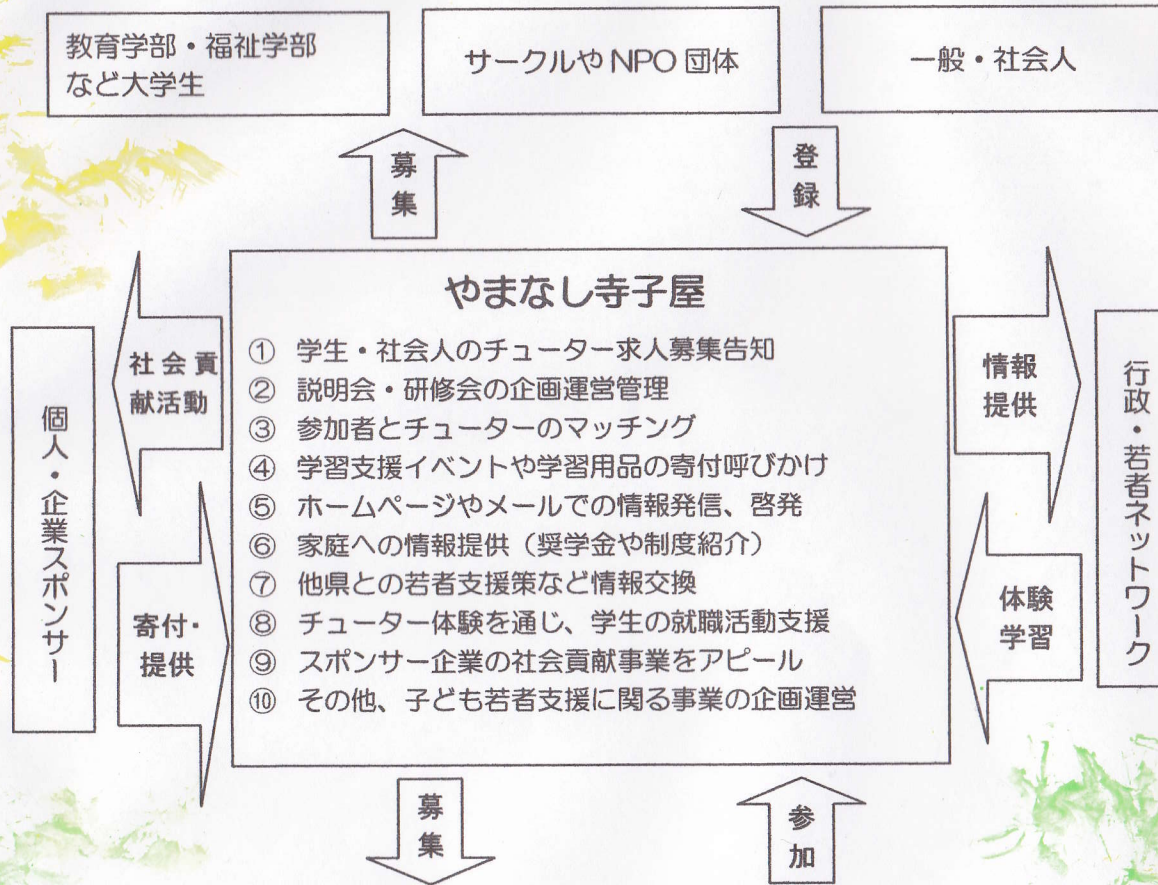 教育学部・福祉学部
など大学生
サークルや NPO 団体
一般・社会人
募集
登録
やまなし寺子屋
① 学生・社会人のチューター求人募集告知
② 説明会・研修会の企画運営管理
③ 参加者とチューターのマッチング
④ 学習支援イベントや学習用品の寄付呼びかけ
⑤ ホームページやメールでの情報発信、啓発
⑥ 家庭への情報提供（奨学金や制度紹介）
⑦ 他県との若者支援策など情報交換
⑧ チューター体験を通じ、学生の就職活動支援
⑨ スポンサー企業の社会貢献事業をアピール
⑩ その他、子ども若者支援に関る事業の企画運営
個人・企業スポンサー
社会貢
献活動
寄付・
提供
情報
提供
体験
学習
行政・若者ネットワーク
募集
参加